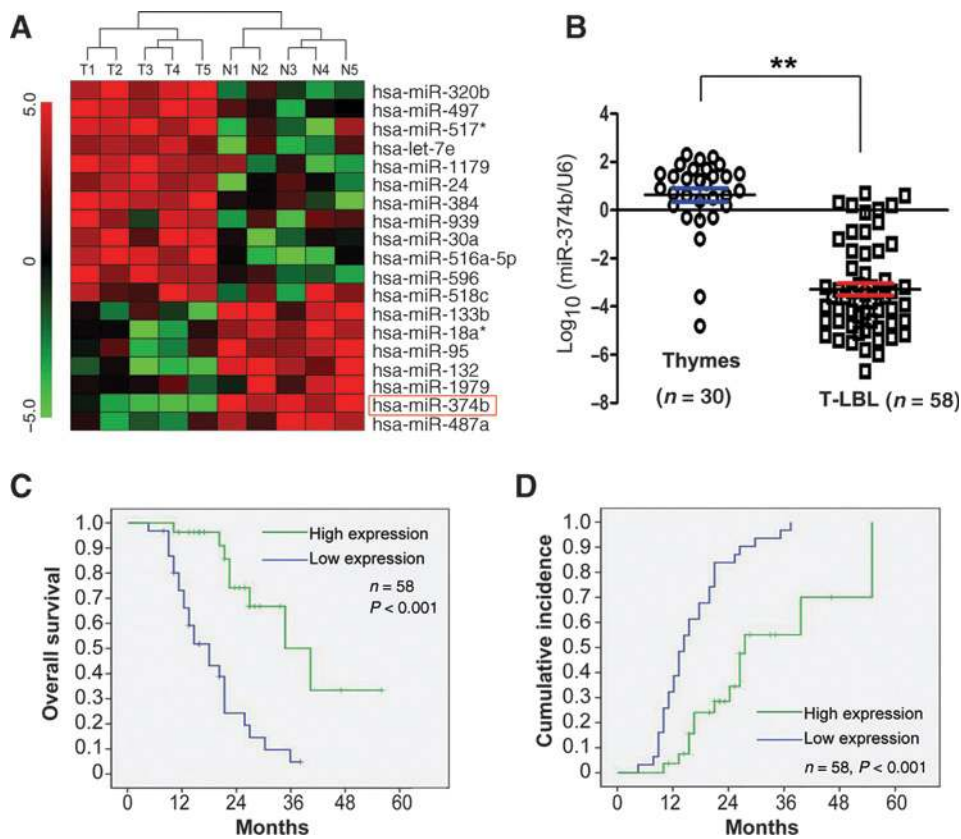 A
T1 T2 T3 T4 T5 N1 N2 N3 N4 N5
5.0
0
−5.0
hsa-miR-320b
hsa-miR-497
hsa-miR-517*
hsa-let-7e
hsa-miR-1179
hsa-miR-24
hsa-miR-384
hsa-miR-939
hsa-miR-30a
hsa-miR-516a-5p
hsa-miR-596
hsa-miR-518c
hsa-miR-133b
hsa-miR-18a*
hsa-miR-95
hsa-miR-132
hsa-miR-1979
hsa-miR-374b
hsa-miR-487a
B
**
Log10 (miR-374b/U6)
4
2
0
−2
−4
−6
−8
Thymes
(n = 30)
T-LBL (n = 58)
C
Overall survival
1.0
0.9
0.8
0.7
0.6
0.5
0.4
0.3
0.2
0.1
0
High expression
Low expression
n = 58
P < 0.001
0 12 24 36 48 60
Months
D
Cumulative incidence
1.0
0.9
0.8
0.7
0.6
0.5
0.4
0.3
0.2
0.1
0
High expression
Low expression
n = 58, P < 0.001
0 12 24 36 48 60
Months